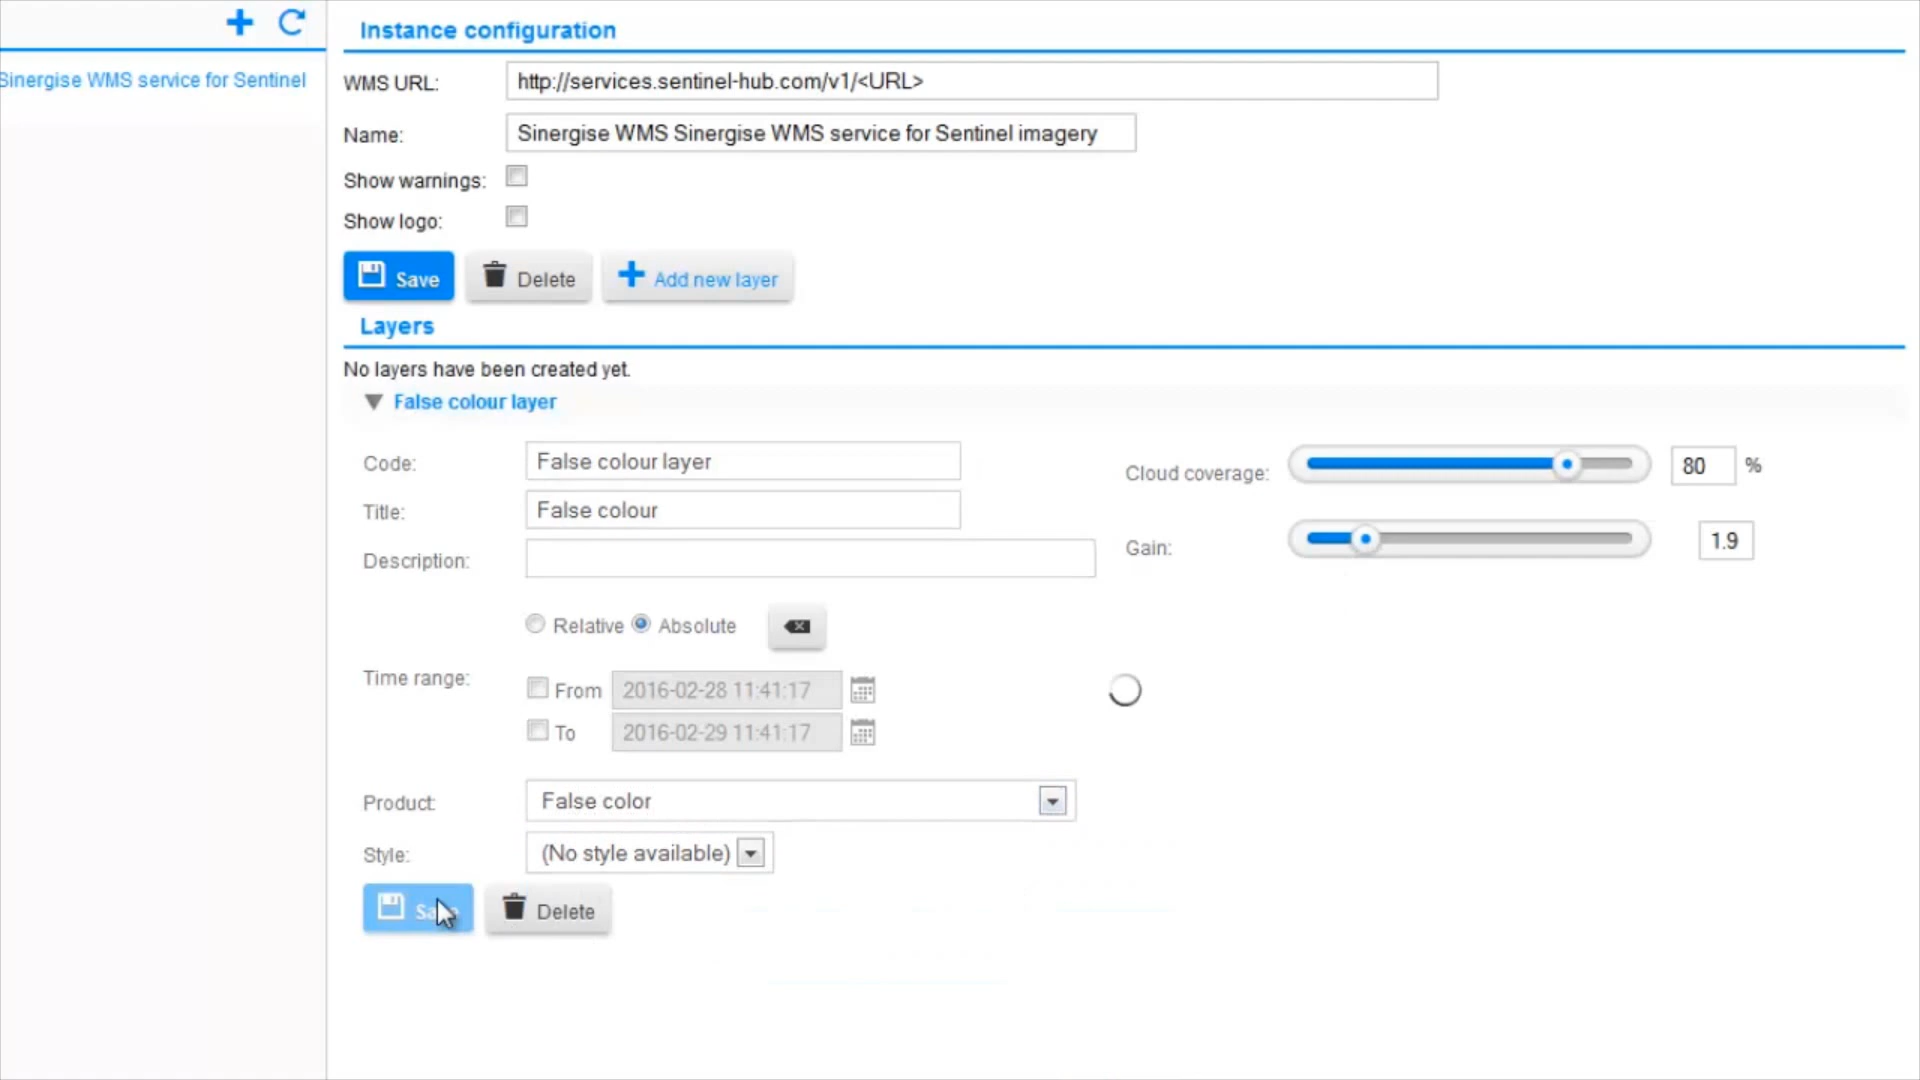 Instance configuration
Sinergise WMS service for Sentinel
WMS URL: http://services.sentinel-hub.com/v1/<URL>
Name: Sinergise WMS Sinergise WMS service for Sentinel imagery
Show warnings:
Show logo:
Save Delete Add new layer
Layers
No layers have been created yet.
False colour layer
Code: False colour layer
Cloud coverage: 80 %
Title: False colour
Gain: 1.9
Description:
Relative Absolute
Time range:
From 2016-02-28 11:41:17
To 2016-02-29 11:41:17
Product: False color
Style: (No style available)
Delete